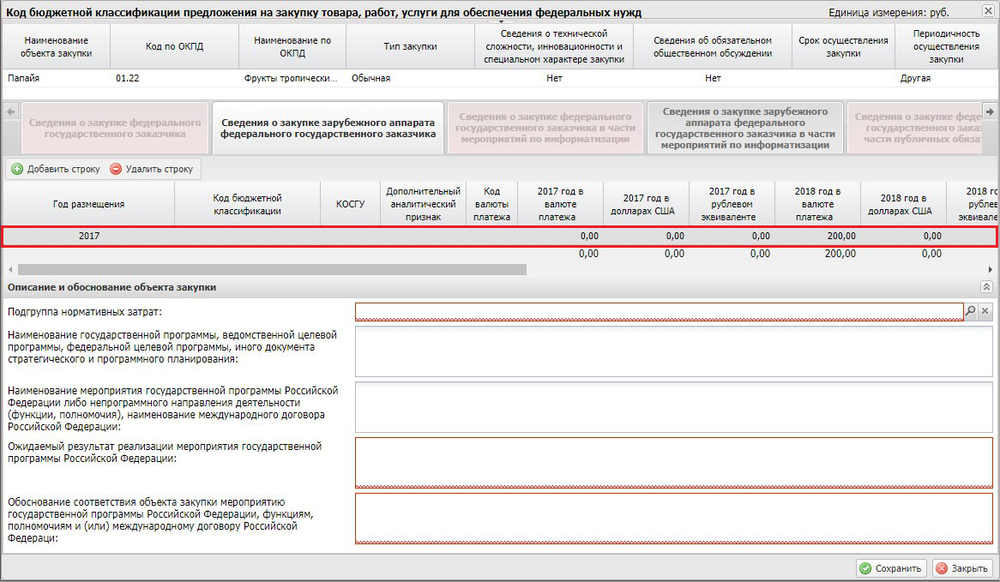 Код бюджетной классификации предложения на закупку товара, работ, услуги для обеспечения федеральных нужд
Единица измерения: руб.
Наименование объекта закупки
Код по ОКПД
Наименование по ОКПД
Тип закупки
Сведения о технической сложности, инновационности и специальном характере закупки
Сведения об обязательном общественном обсуждении
Срок осуществления закупки
Периодичность осуществления закупки
Папайя
01.22
Фрукты тропически...
Обычная
Нет
Нет
Другая
Сведения о закупке федерального
государственного заказчика
Сведения о закупке зарубежного аппарата
федерального государственного заказчика
Сведения о закупке федерального
государственного заказчика в части
мероприятий по информатизации
Сведения о закупке зарубежного
аппарата федерального
государственного заказчика в части
мероприятий по информатизации
Сведения о закупке феде
государственного заказ
части публичных обяза
Добавить строку
Удалить строку
Год размещения
Код бюджетной
классификации
КОСГУ
Дополнительный
аналитический
признак
Код
валюты
платежа
2017 год в
валюте
платежа
2017 год в
долларах США
2017 год в
рублевом
эквиваленте
2018 год в
валюте
платежа
2018 год в
долларах США
2018 го
рублев
эквивале
2017
0,00
0,00
0,00
200,00
0,00
0,00
0,00
0,00
200,00
0,00
Описание и обоснование объекта закупки
Подгруппа нормативных затрат:
Наименование государственной программы, ведомственной целевой
программы, федеральной целевой программы, иного документа
стратегического и программного планирования:
Наименование мероприятия государственной программы Российской
Федерации либо непрограммного направления деятельности
(функции, полномочия), наименование международного договора
Российской Федерации:
Ожидаемый результат реализации мероприятия государственной
программы Российской Федерации:
Обоснование соответствия объекта закупки мероприятию
государственной программы Российской Федерации, функциям,
полномочиям и (или) международному договору Российской
Федераци:
Сохранить
Закрыть